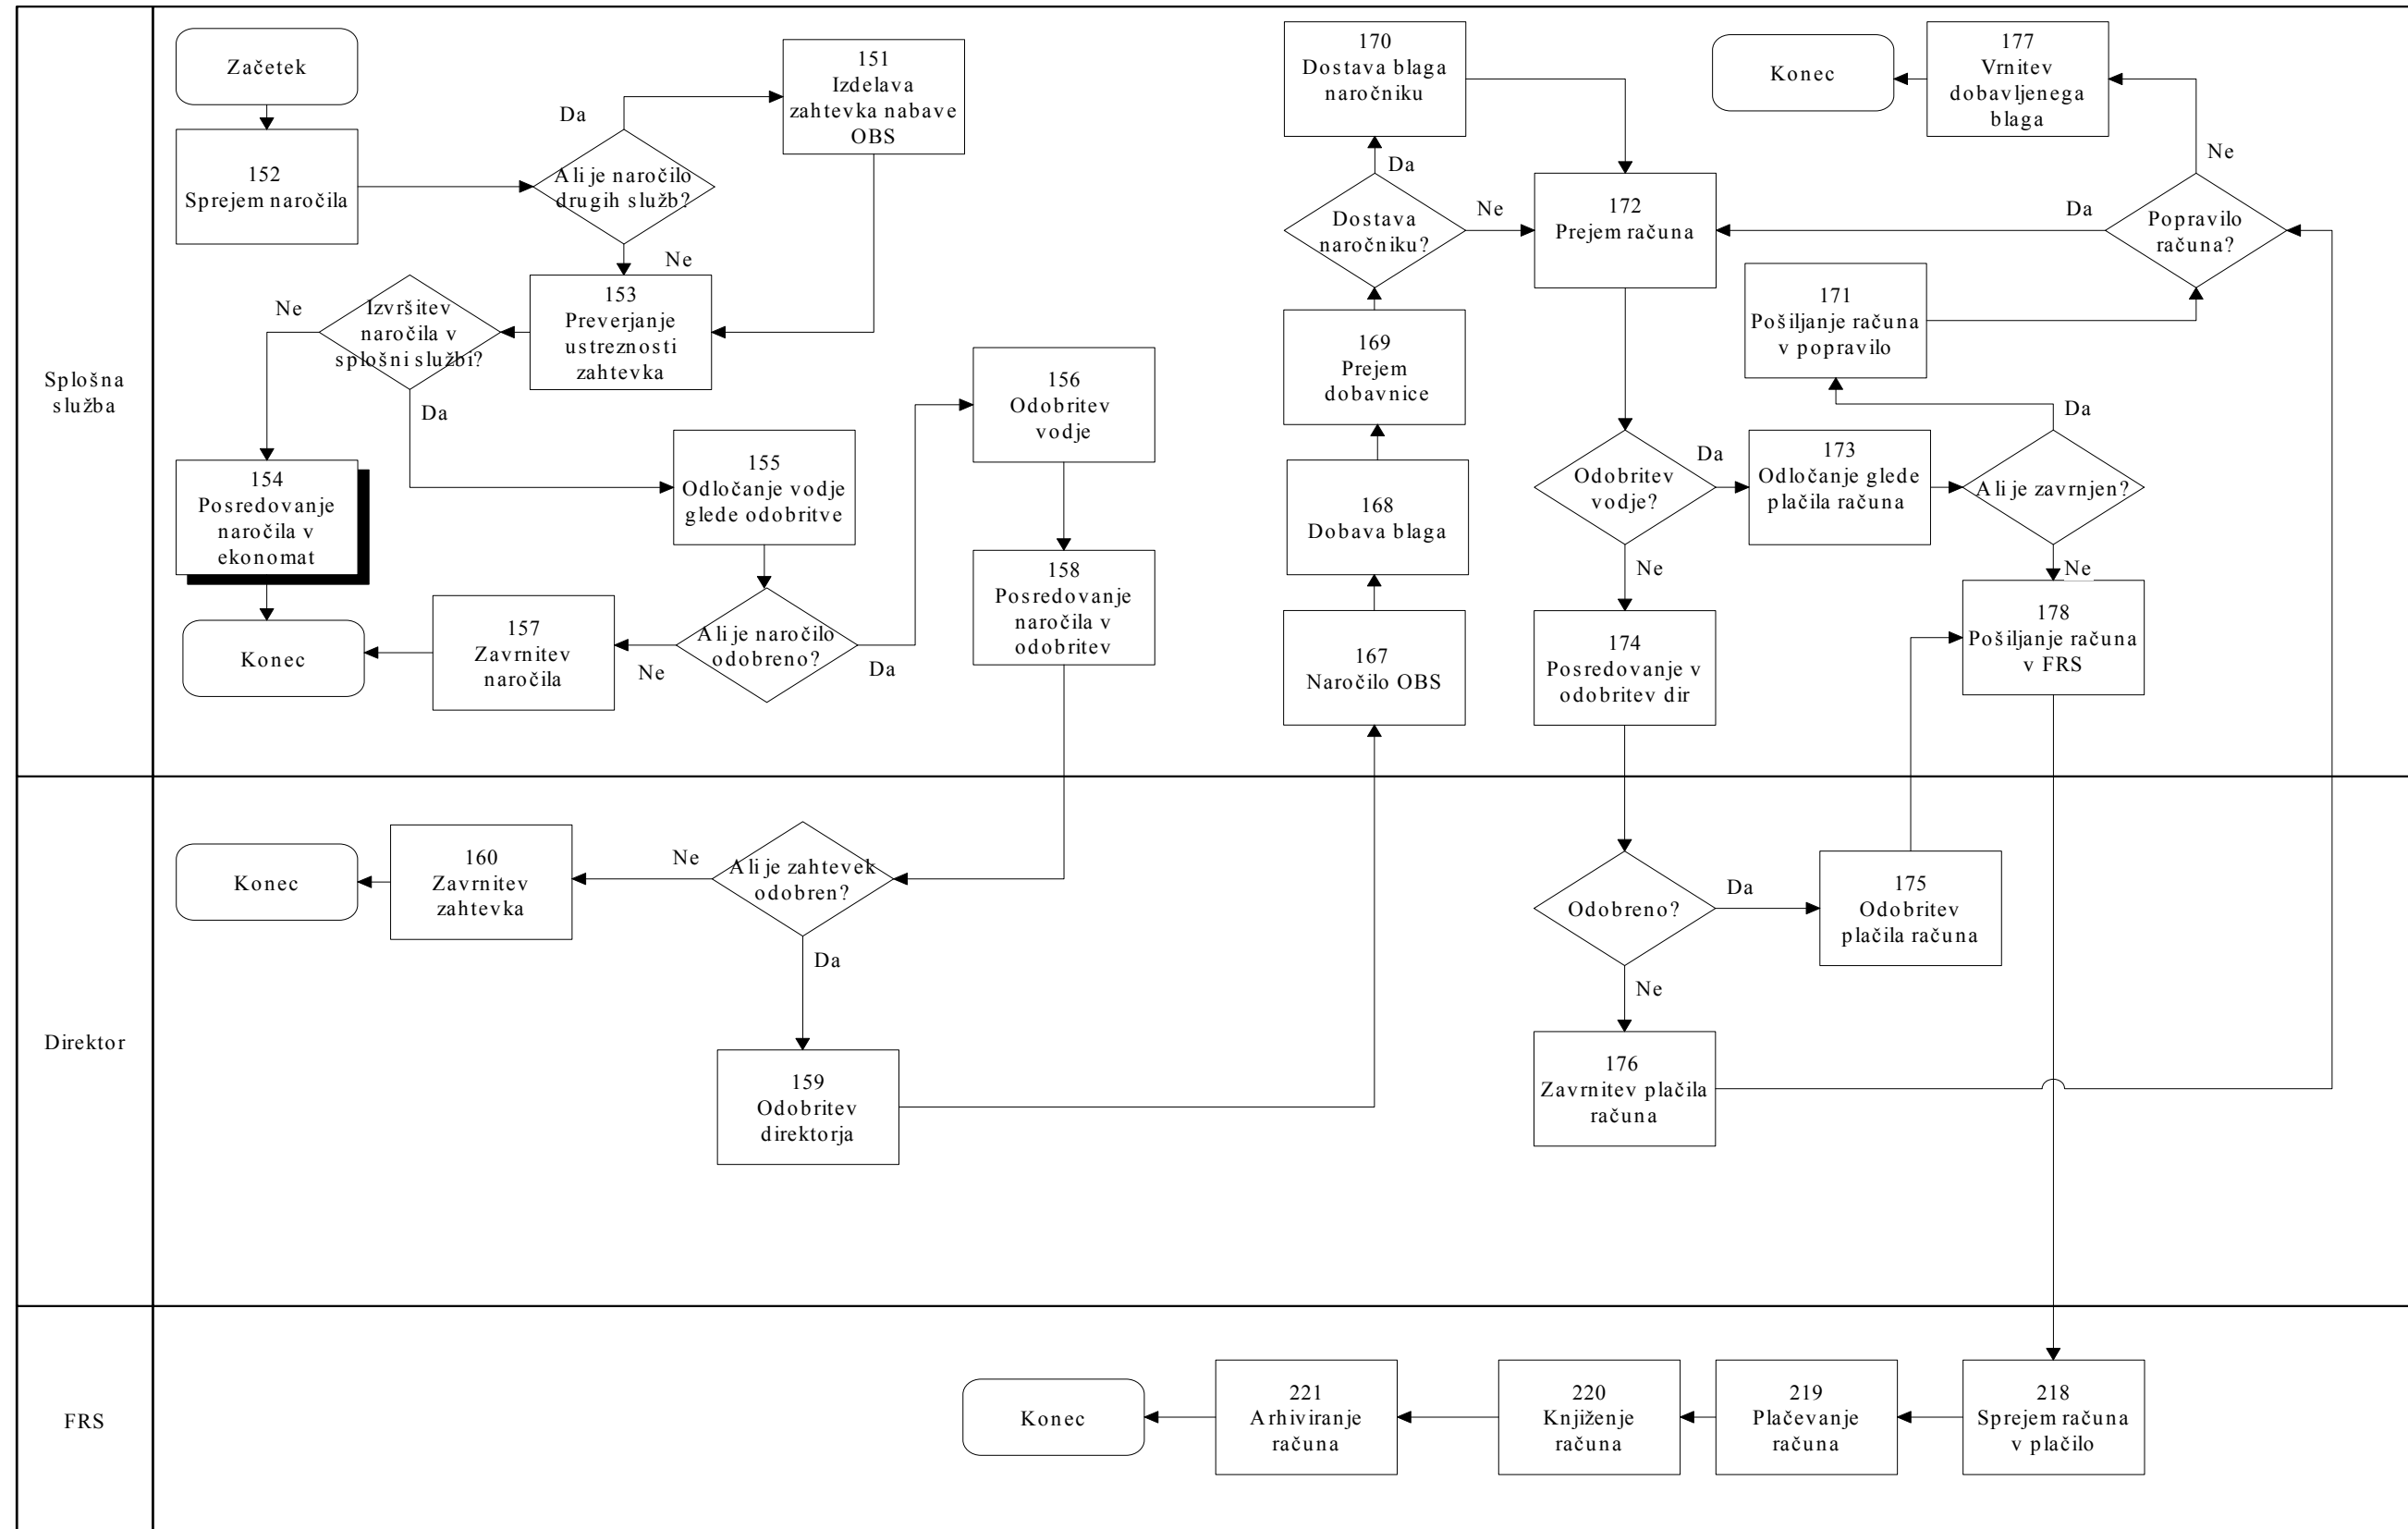 Splošna
služba
Začetek
152
Sprejem naročila
Ali je naročilo
drugih služb?
Da
Ne
151
Izdelava
zahtevka nabave
OBS
153
Preverjanje
ustreznosti
zahtevka
Izvršitev
naročila v
splošni službi?
Ne
Da
154
Posredovanje
naročila v
ekonomat
Konec
155
Odločanje vodje
glede odobritve
Ali je naročilo
odobreno?
Ne
Da
157
Zavrnitev
naročila
156
Odobritev
vodje
158
Posredovanje
naročila v
odobritev
170
Dostava blaga
naročniku
Da
Dostava
naročniku?
Ne
169
Prejem
dobavnice
168
Dobava blaga
167
Naročilo OBS
172
Prejem računa
Odobritev
vodje?
Da
Ne
173
Odločanje glede
plačila računa
Ali je zavrnjen?
Da
Ne
171
Pošiljanje računa
v popravilo
Popravilo
računa?
Da
Ne
177
Vrnitev
dobavljenega
blaga
Konec
174
Posredovanje v
odobritev dir
178
Pošiljanje računa
v FRS
Direktor
Konec
160
Zavrnitev
zahtevka
Ne
Ali je zahtevek
odobren?
Da
159
Odobritev
direktorja
Odobreno?
Da
Ne
175
Odobritev
plačila računa
176
Zavrnitev plačila
računa
FRS
Konec
221
Arhiviranje
računa
220
Knjiženje
računa
219
Plačevanje
računa
218
Sprejem računa
v plačilo